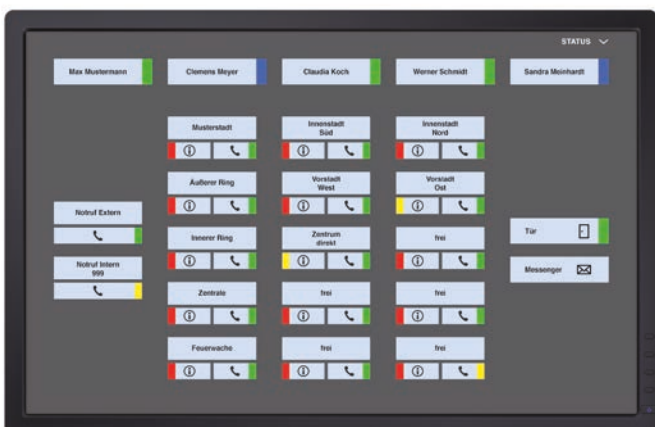 STATUS
Max Mustermann
Clemens Meyer
Claudia Koch
Werner Schmidt
Sandra Meinhardt
Musterstadt
Innenstadt
Süd
Innenstadt
Nord
Äußerer Ring
Vorstadt
West
Vorstadt
Ost
Notruf Extern
Innerer Ring
Zentrum
direkt
frei
Tür
Notruf Intern
999
Messenger
Zentrale
frei
frei
Feuerwache
frei
frei